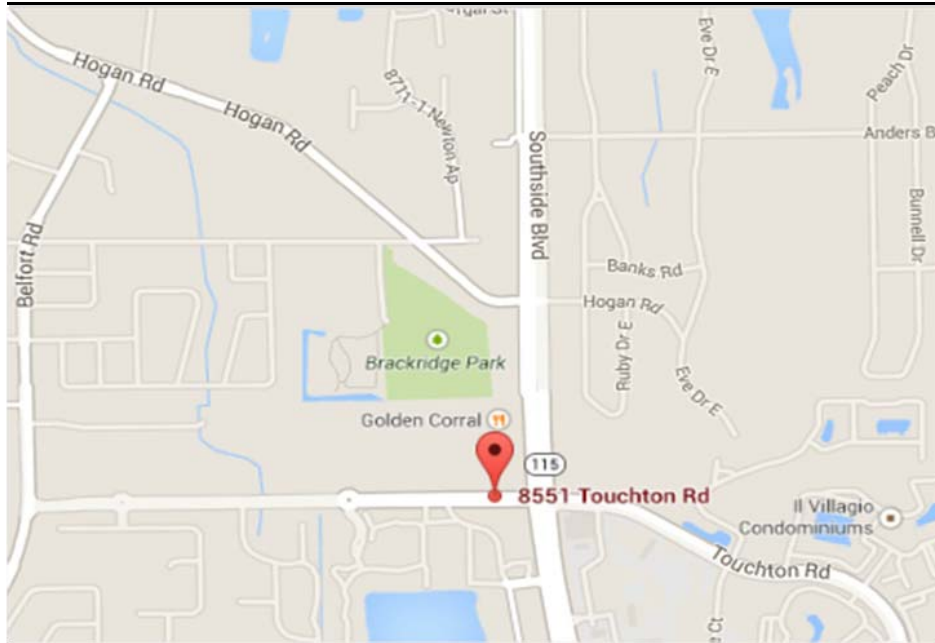 Hogan Rd
Hogan Rd
8771-1 Newton Ap
Southside Blvd
Eve Dr E
Peach Dr
Anders B
Bunnell Dr
Belfort Rd
Banks Rd
Hogan Rd
Ruby Dr E
Eve Dr E
Brackridge Park
Golden Corral
115
8551 Touchton Rd
Il Villagio
Condominiums
Touchton Rd